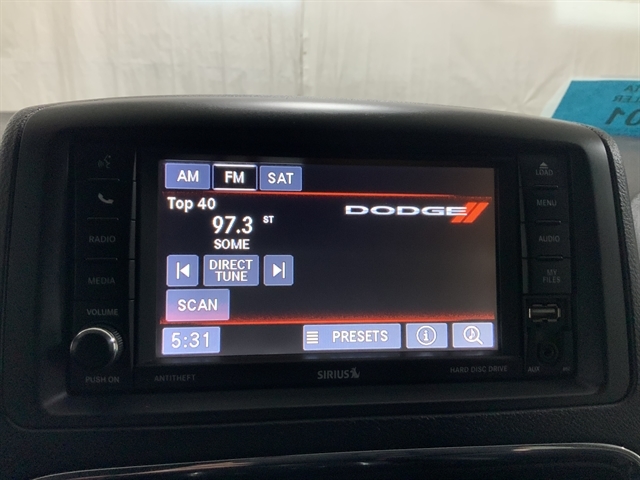 AM FM SAT
Top 40
97.3 ST
SOME
DODGE
DIRECT
TUNE
SCAN
5:31
PRESETS
RADIO
MEDIA
VOLUME
PUSH ON
ANTITHEFT
SIRIUS
HARD DISC DRIVE
LOAD
MENU
AUDIO
MY
FILES
AUX
01